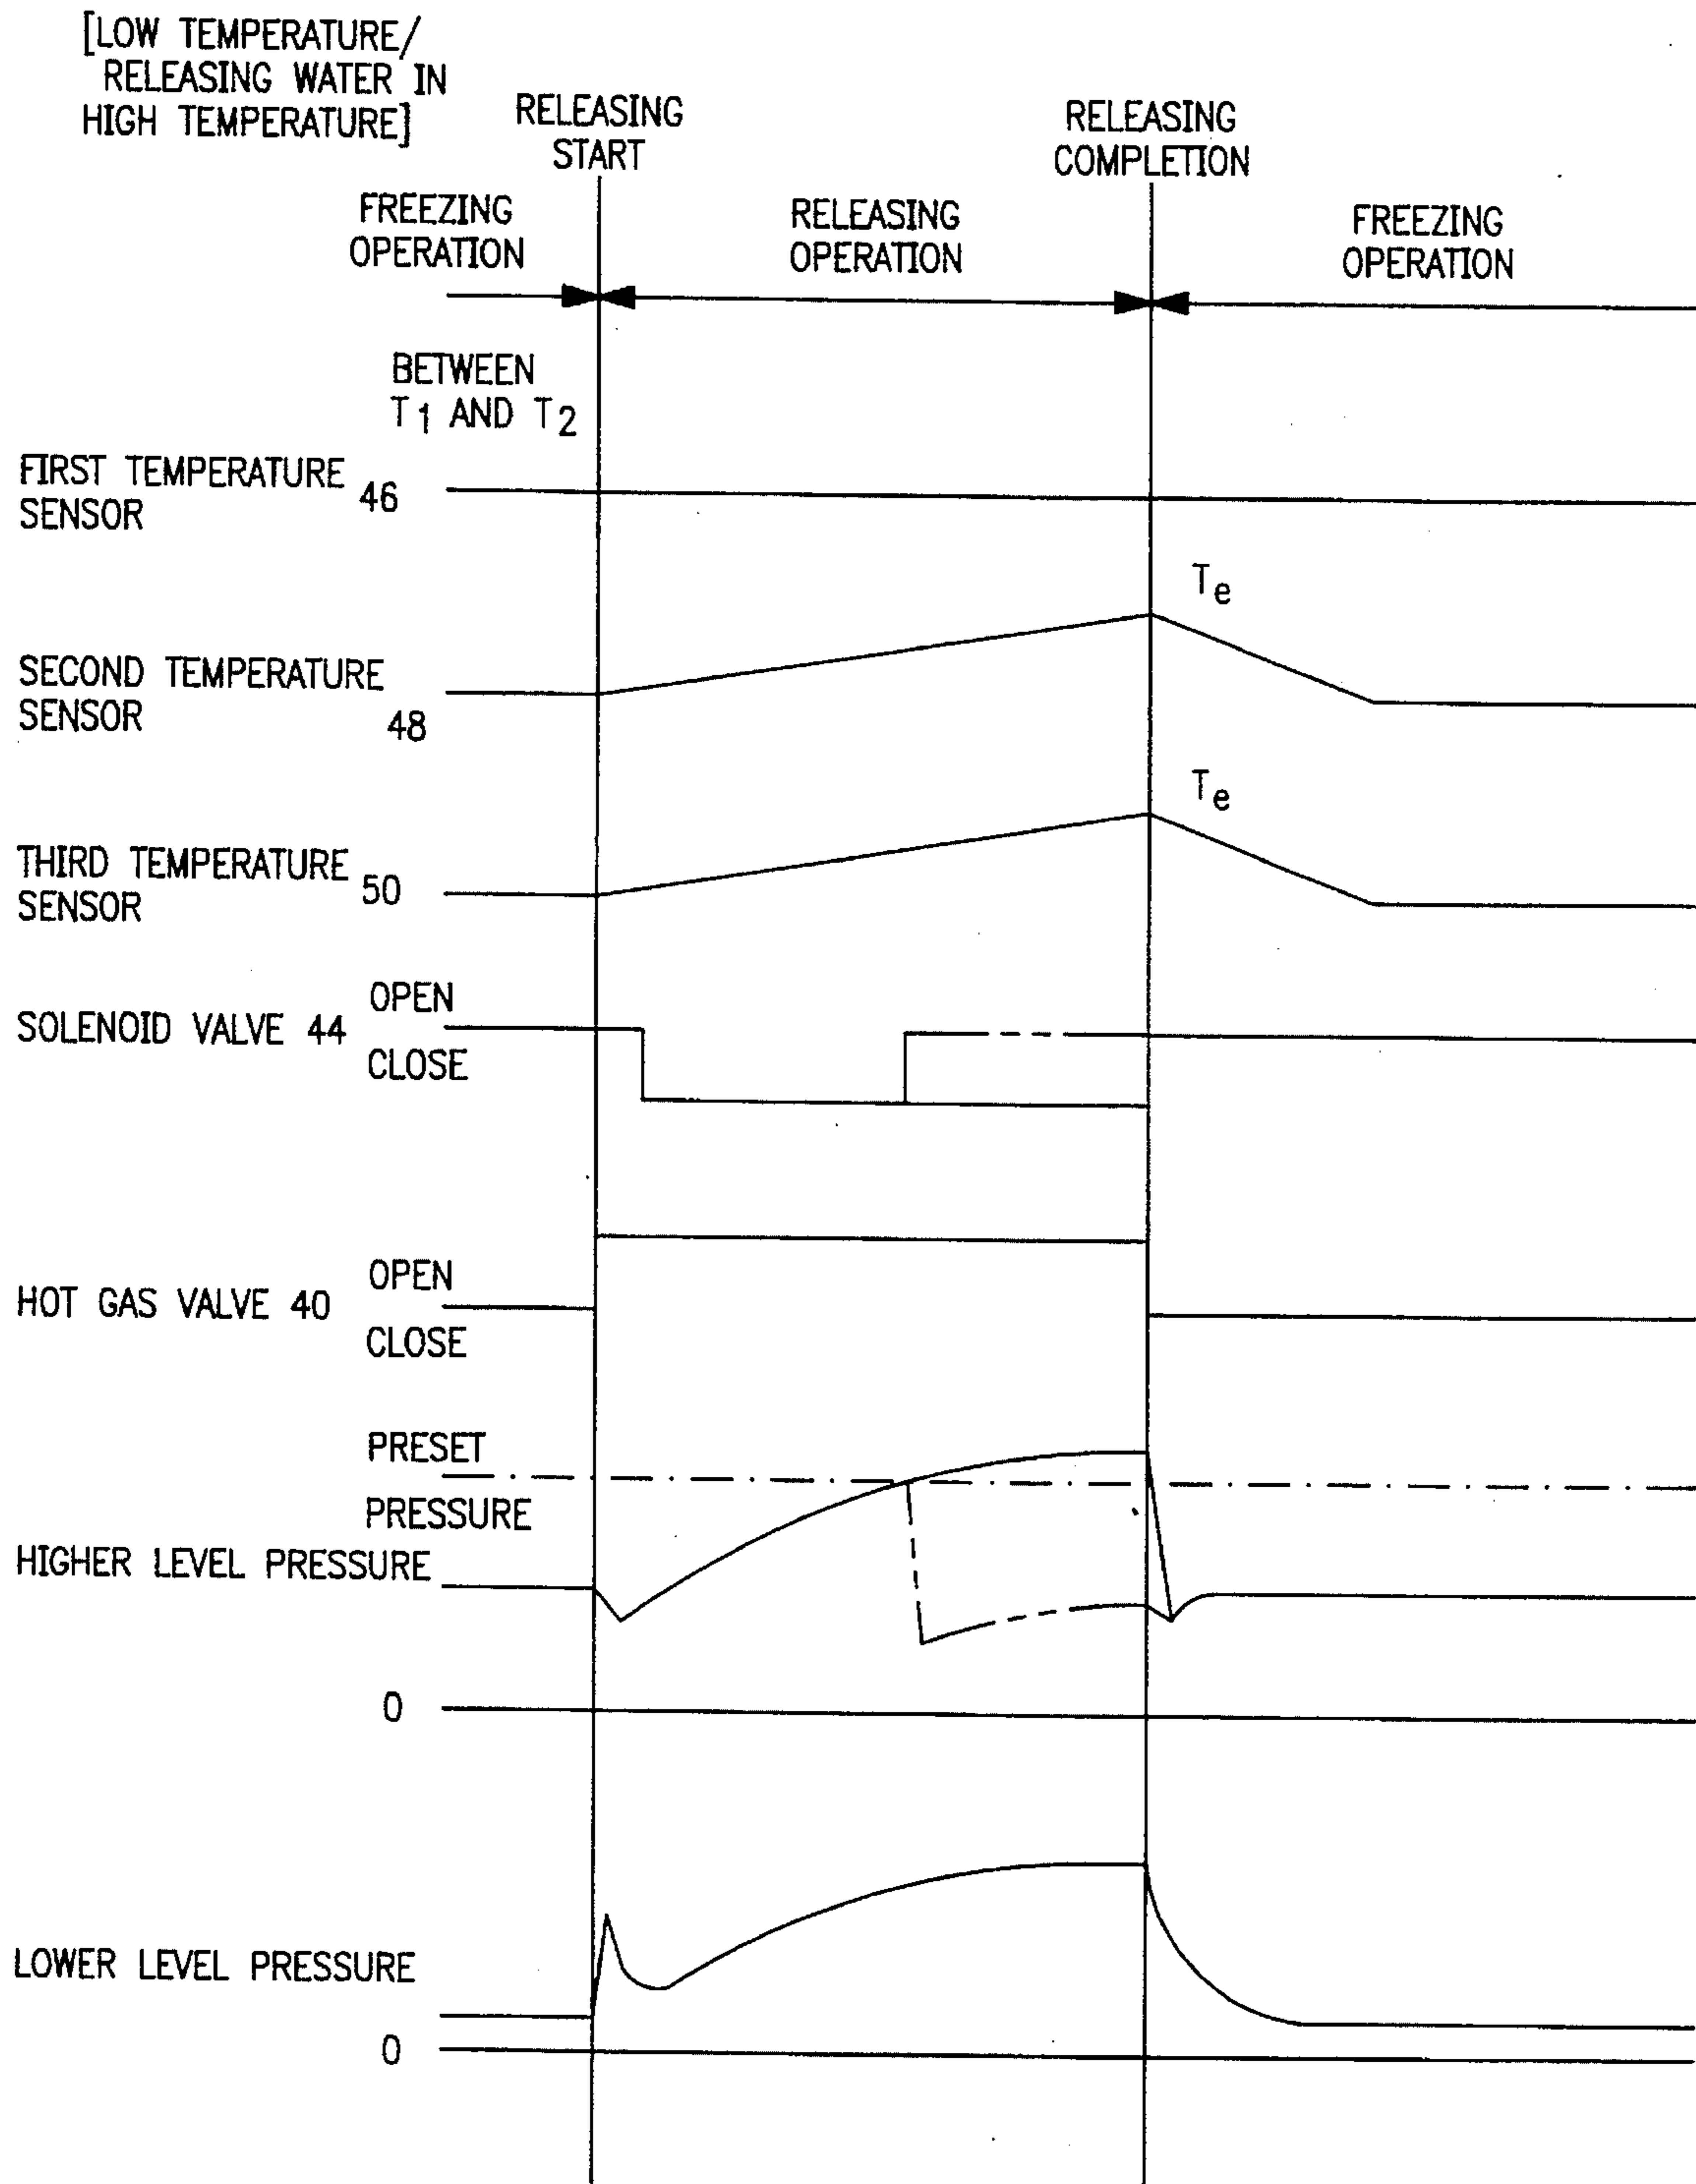 [LOW TEMPERATURE/
RELEASING WATER IN
HIGH TEMPERATURE]
RELEASING
START
RELEASING
COMPLETION
FREEZING
OPERATION
RELEASING
OPERATION
FREEZING
OPERATION
BETWEEN
T1 AND T2
FIRST TEMPERATURE
SENSOR
46
Te
SECOND TEMPERATURE
SENSOR
48
Te
THIRD TEMPERATURE
SENSOR
50
OPEN
SOLENOID VALVE 44
CLOSE
OPEN
HOT GAS VALVE 40
CLOSE
PRESET
PRESSURE
HIGHER LEVEL PRESSURE
0
LOWER LEVEL PRESSURE
0